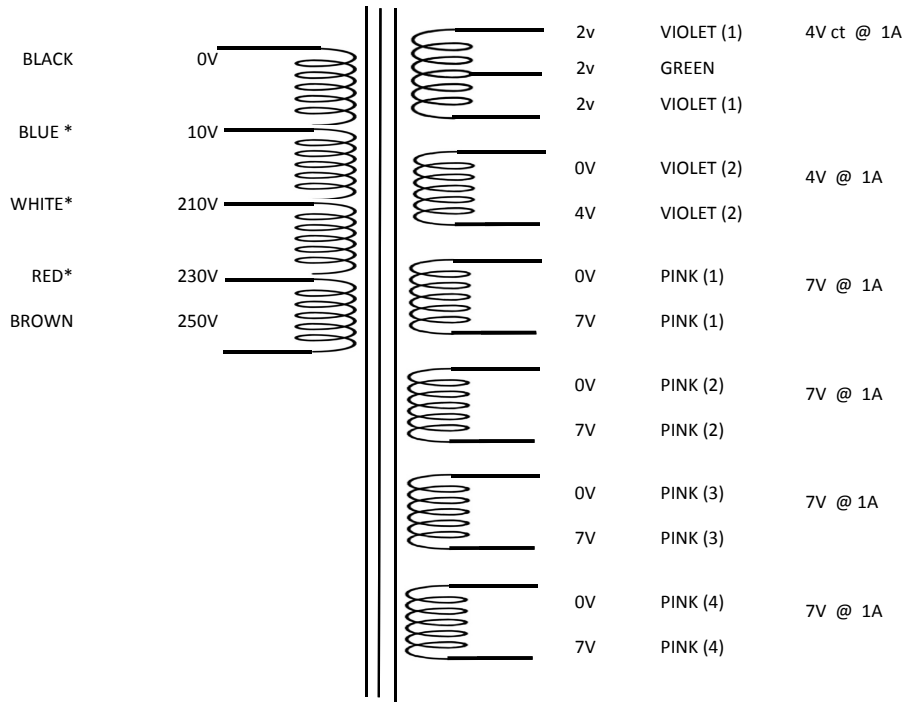 BLACK 0V
BLUE * 10V
WHITE* 210V
RED* 230V
BROWN 250V
2v VIOLET (1) 4V ct @ 1A
2v GREEN
2v VIOLET (1)
0V VIOLET (2)
4V @ 1A
4V VIOLET (2)
0V PINK (1)
7V @ 1A
7V PINK (1)
0V PINK (2)
7V @ 1A
7V PINK (2)
0V PINK (3)
7V @ 1A
7V PINK (3)
0V PINK (4)
7V @ 1A
7V PINK (4)